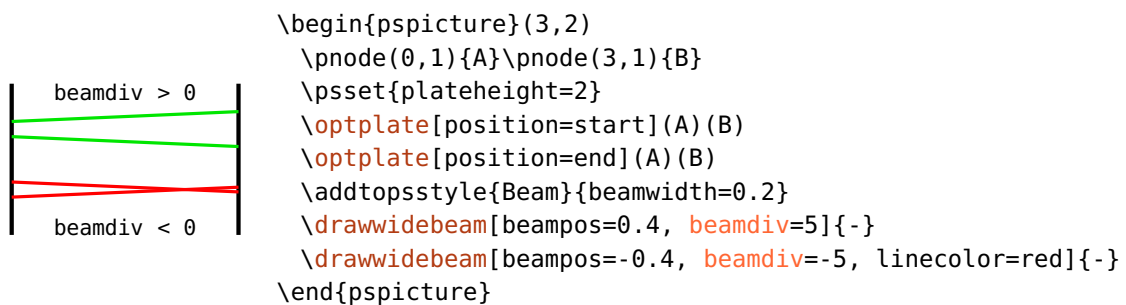 beamdiv > 0
beamdiv < 0
\begin{pspicture}(3,2)
\pnode(0,1){A}\pnode(3,1){B}
\psset{plateheight=2}
\optplate[position=start](A)(B)
\optplate[position=end](A)(B)
\addtopsstyle{Beam}{beamwidth=0.2}
\drawwidebeam[beampos=0.4, beamdiv=5]{-}
\drawwidebeam[beampos=-0.4, beamdiv=-5, linecolor=red]{-}
\end{pspicture}